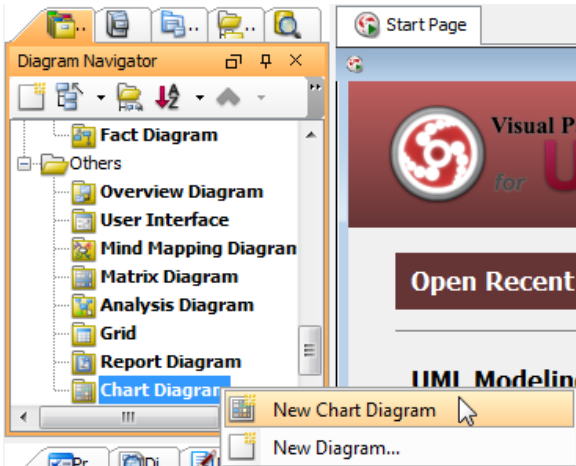 Start Page
Diagram Navigator
Fact Diagram
Others
Overview Diagram
User Interface
Mind Mapping Diagran
Matrix Diagram
Analysis Diagram
Grid
Report Diagram
Chart Diagram
Visual P
for U
Open Recent
UML Modeling
New Chart Diagram
New Diagram...